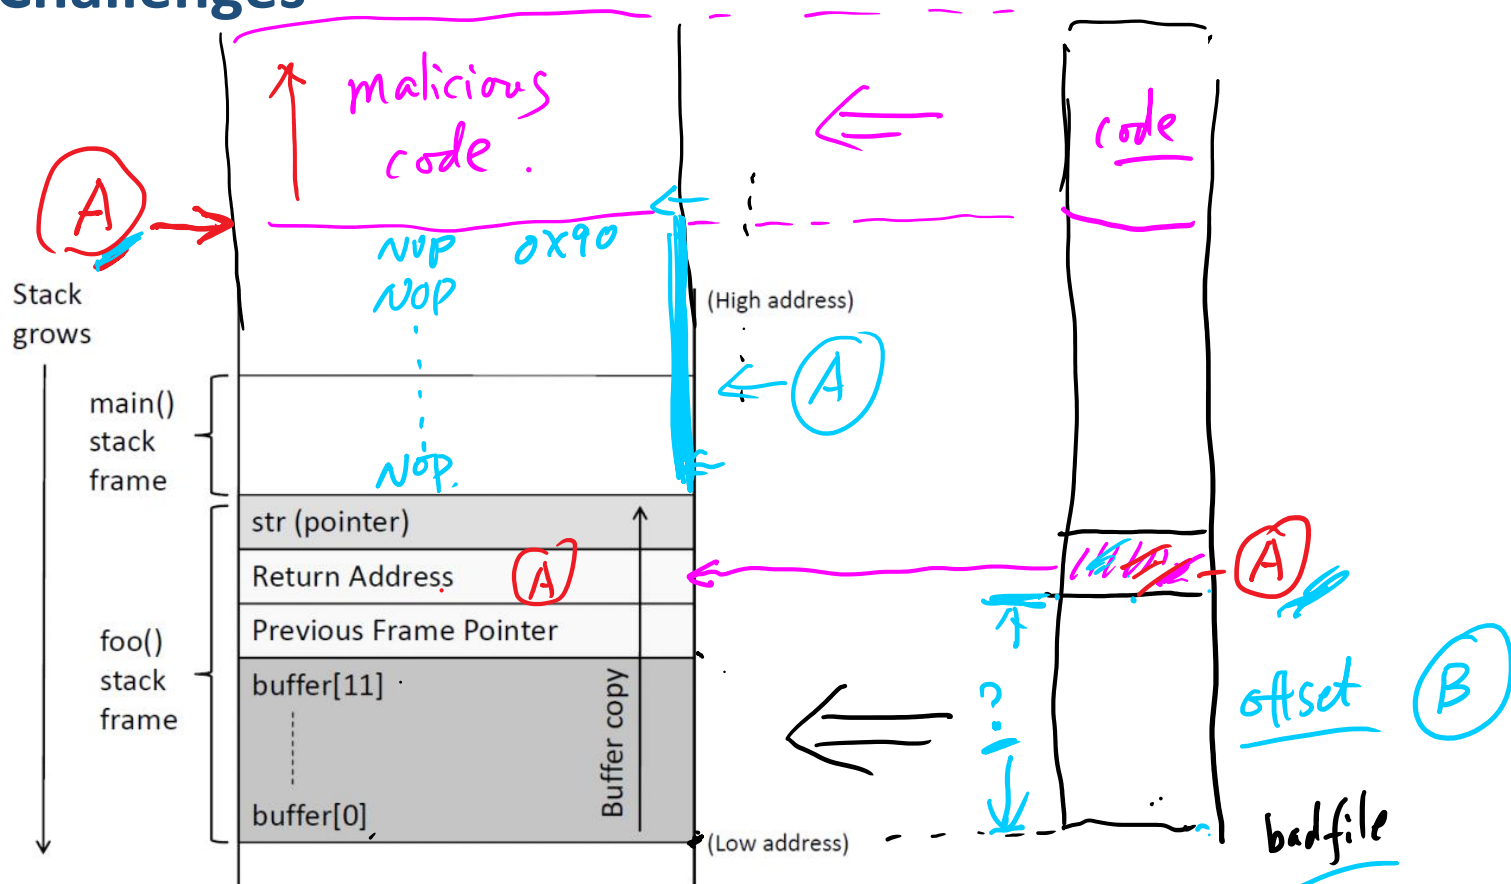 Challenges
malicious
code.
code
A
NOP 0X90
NOP
Stack
grows
(High address)
A
main()
stack
frame
NOP.
str (pointer)
Return Address A
A
Previous Frame Pointer
foo()
stack
frame
buffer[11]
Buffer copy
?
offset B
buffer[0]
(Low address)
badfile